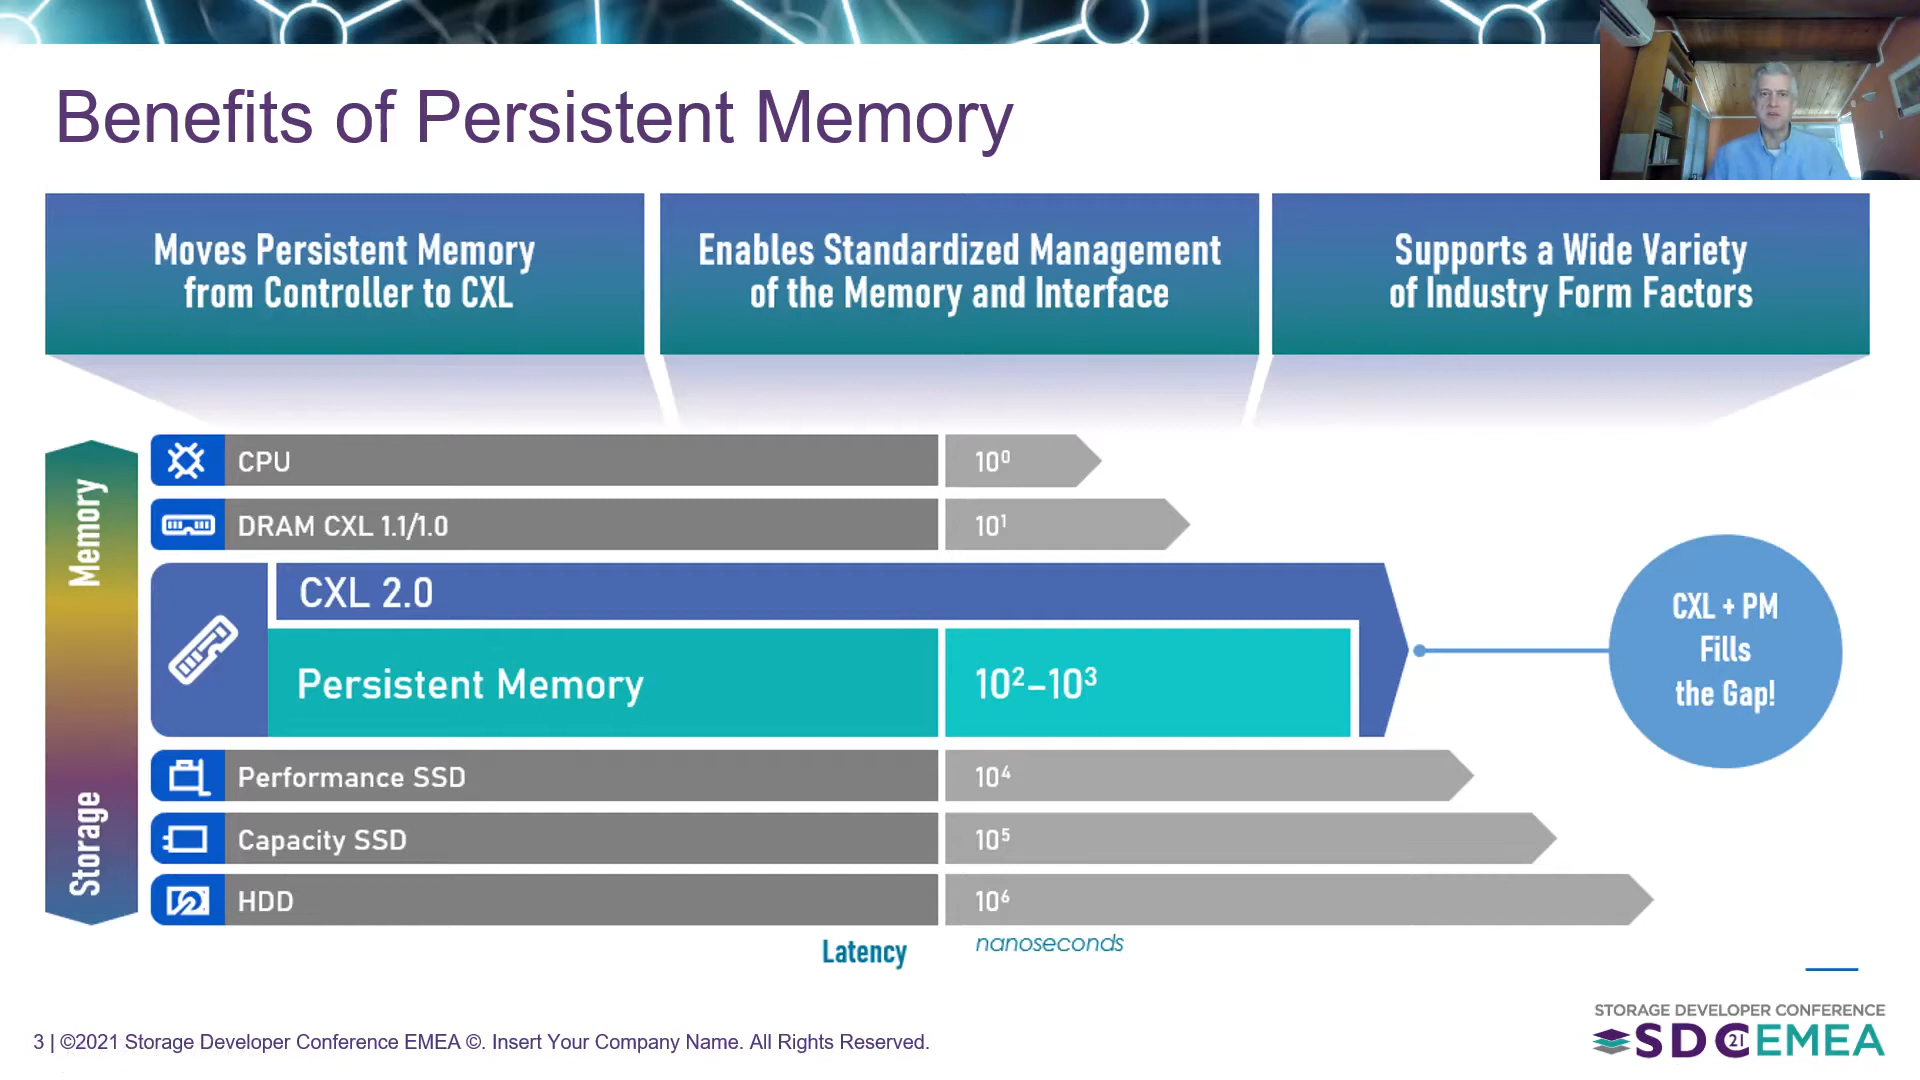 Benefits of Persistent Memory
Moves Persistent Memory
from Controller to CXL
Enables Standardized Management
of the Memory and Interface
Supports a Wide Variety
of Industry Form Factors
Memory
Storage
CPU
10⁰
DRAM CXL 1.1/1.0
10¹
CXL 2.0
Persistent Memory
10²–10³
CXL + PM
Fills
the Gap!
Performance SSD
10⁴
Capacity SSD
10⁵
HDD
10⁶
Latency
nanoseconds
3 | ©2021 Storage Developer Conference EMEA ©. Insert Your Company Name. All Rights Reserved.
STORAGE DEVELOPER CONFERENCE
SDC21EMEA